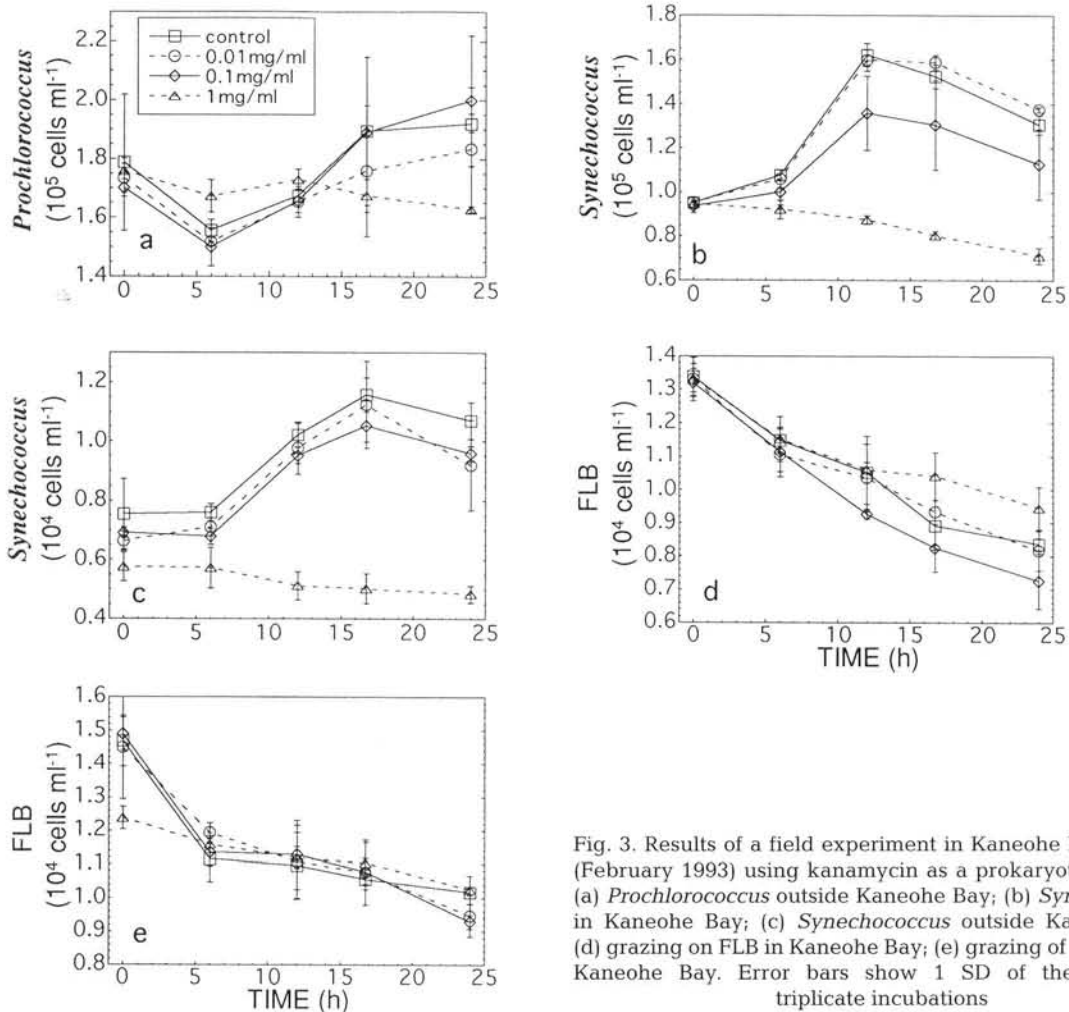 control
0.01mg/ml
0.1mg/ml
1mg/ml
Prochlorococcus
(10⁵ cells ml⁻¹)
2.2
2.0
1.8
1.6
1.4
a
0 5 10 15 20 25
Synechococcus
(10⁵ cells ml⁻¹)
1.8
1.6
1.4
1.2
1.0
0.8
0.6
b
0 5 10 15 20 25
Synechococcus
(10⁴ cells ml⁻¹)
1.2
1.0
0.8
0.6
0.4
c
0 5 10 15 20 25
FLB
(10⁴ cells ml⁻¹)
1.4
1.3
1.2
1.1
1.0
0.9
0.8
0.7
0.6
d
0 5 10 15 20 25
TIME (h)
FLB
(10⁴ cells ml⁻¹)
1.6
1.5
1.4
1.3
1.2
1.1
1.0
0.9
0.8
e
0 5 10 15 20 25
TIME (h)
Fig. 3. Results of a field experiment in Kaneohe
(February 1993) using kanamycin as a prokaryot
(a) Prochlorococcus outside Kaneohe Bay; (b) Syn
in Kaneohe Bay; (c) Synechococcus outside Ka
(d) grazing on FLB in Kaneohe Bay; (e) grazing of
Kaneohe Bay. Error bars show 1 SD of the
triplicate incubations